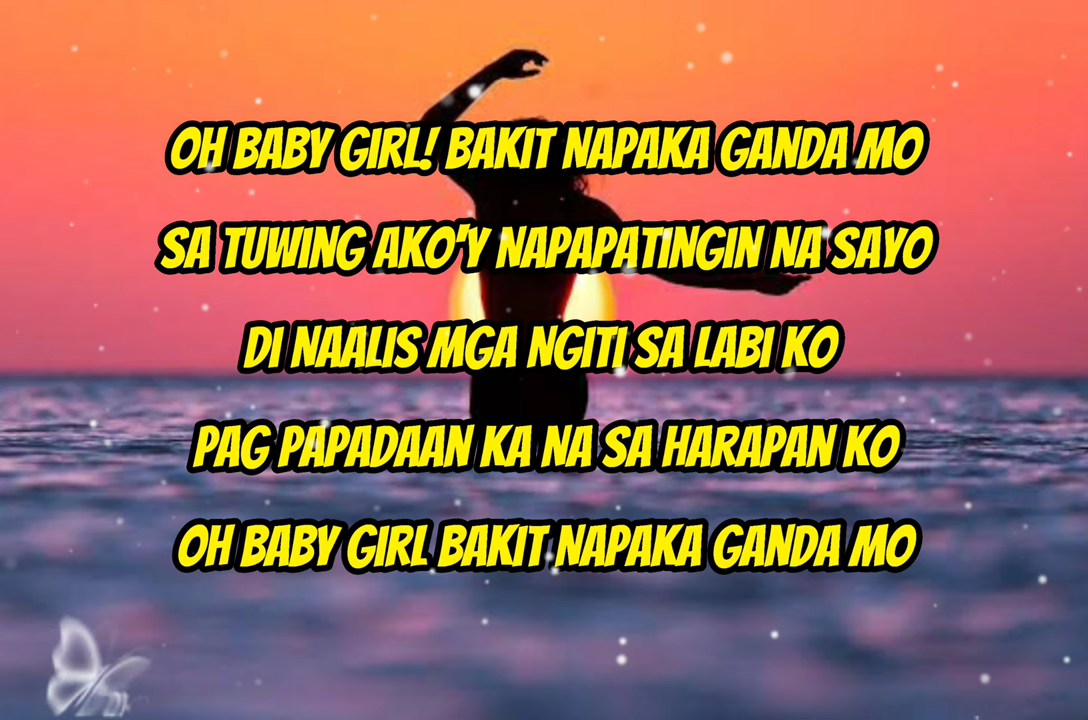 OH BABY GIRL! BAKIT NAPAKA GANDA MO
SA TUWING AKO'Y NAPAPATINGIN NA SAYO
DI NAALIS MGA NGITI SA LABI KO
PAG PAPADAAN KA NA SA HARAPAN KO
OH BABY GIRL BAKIT NAPAKA GANDA MO